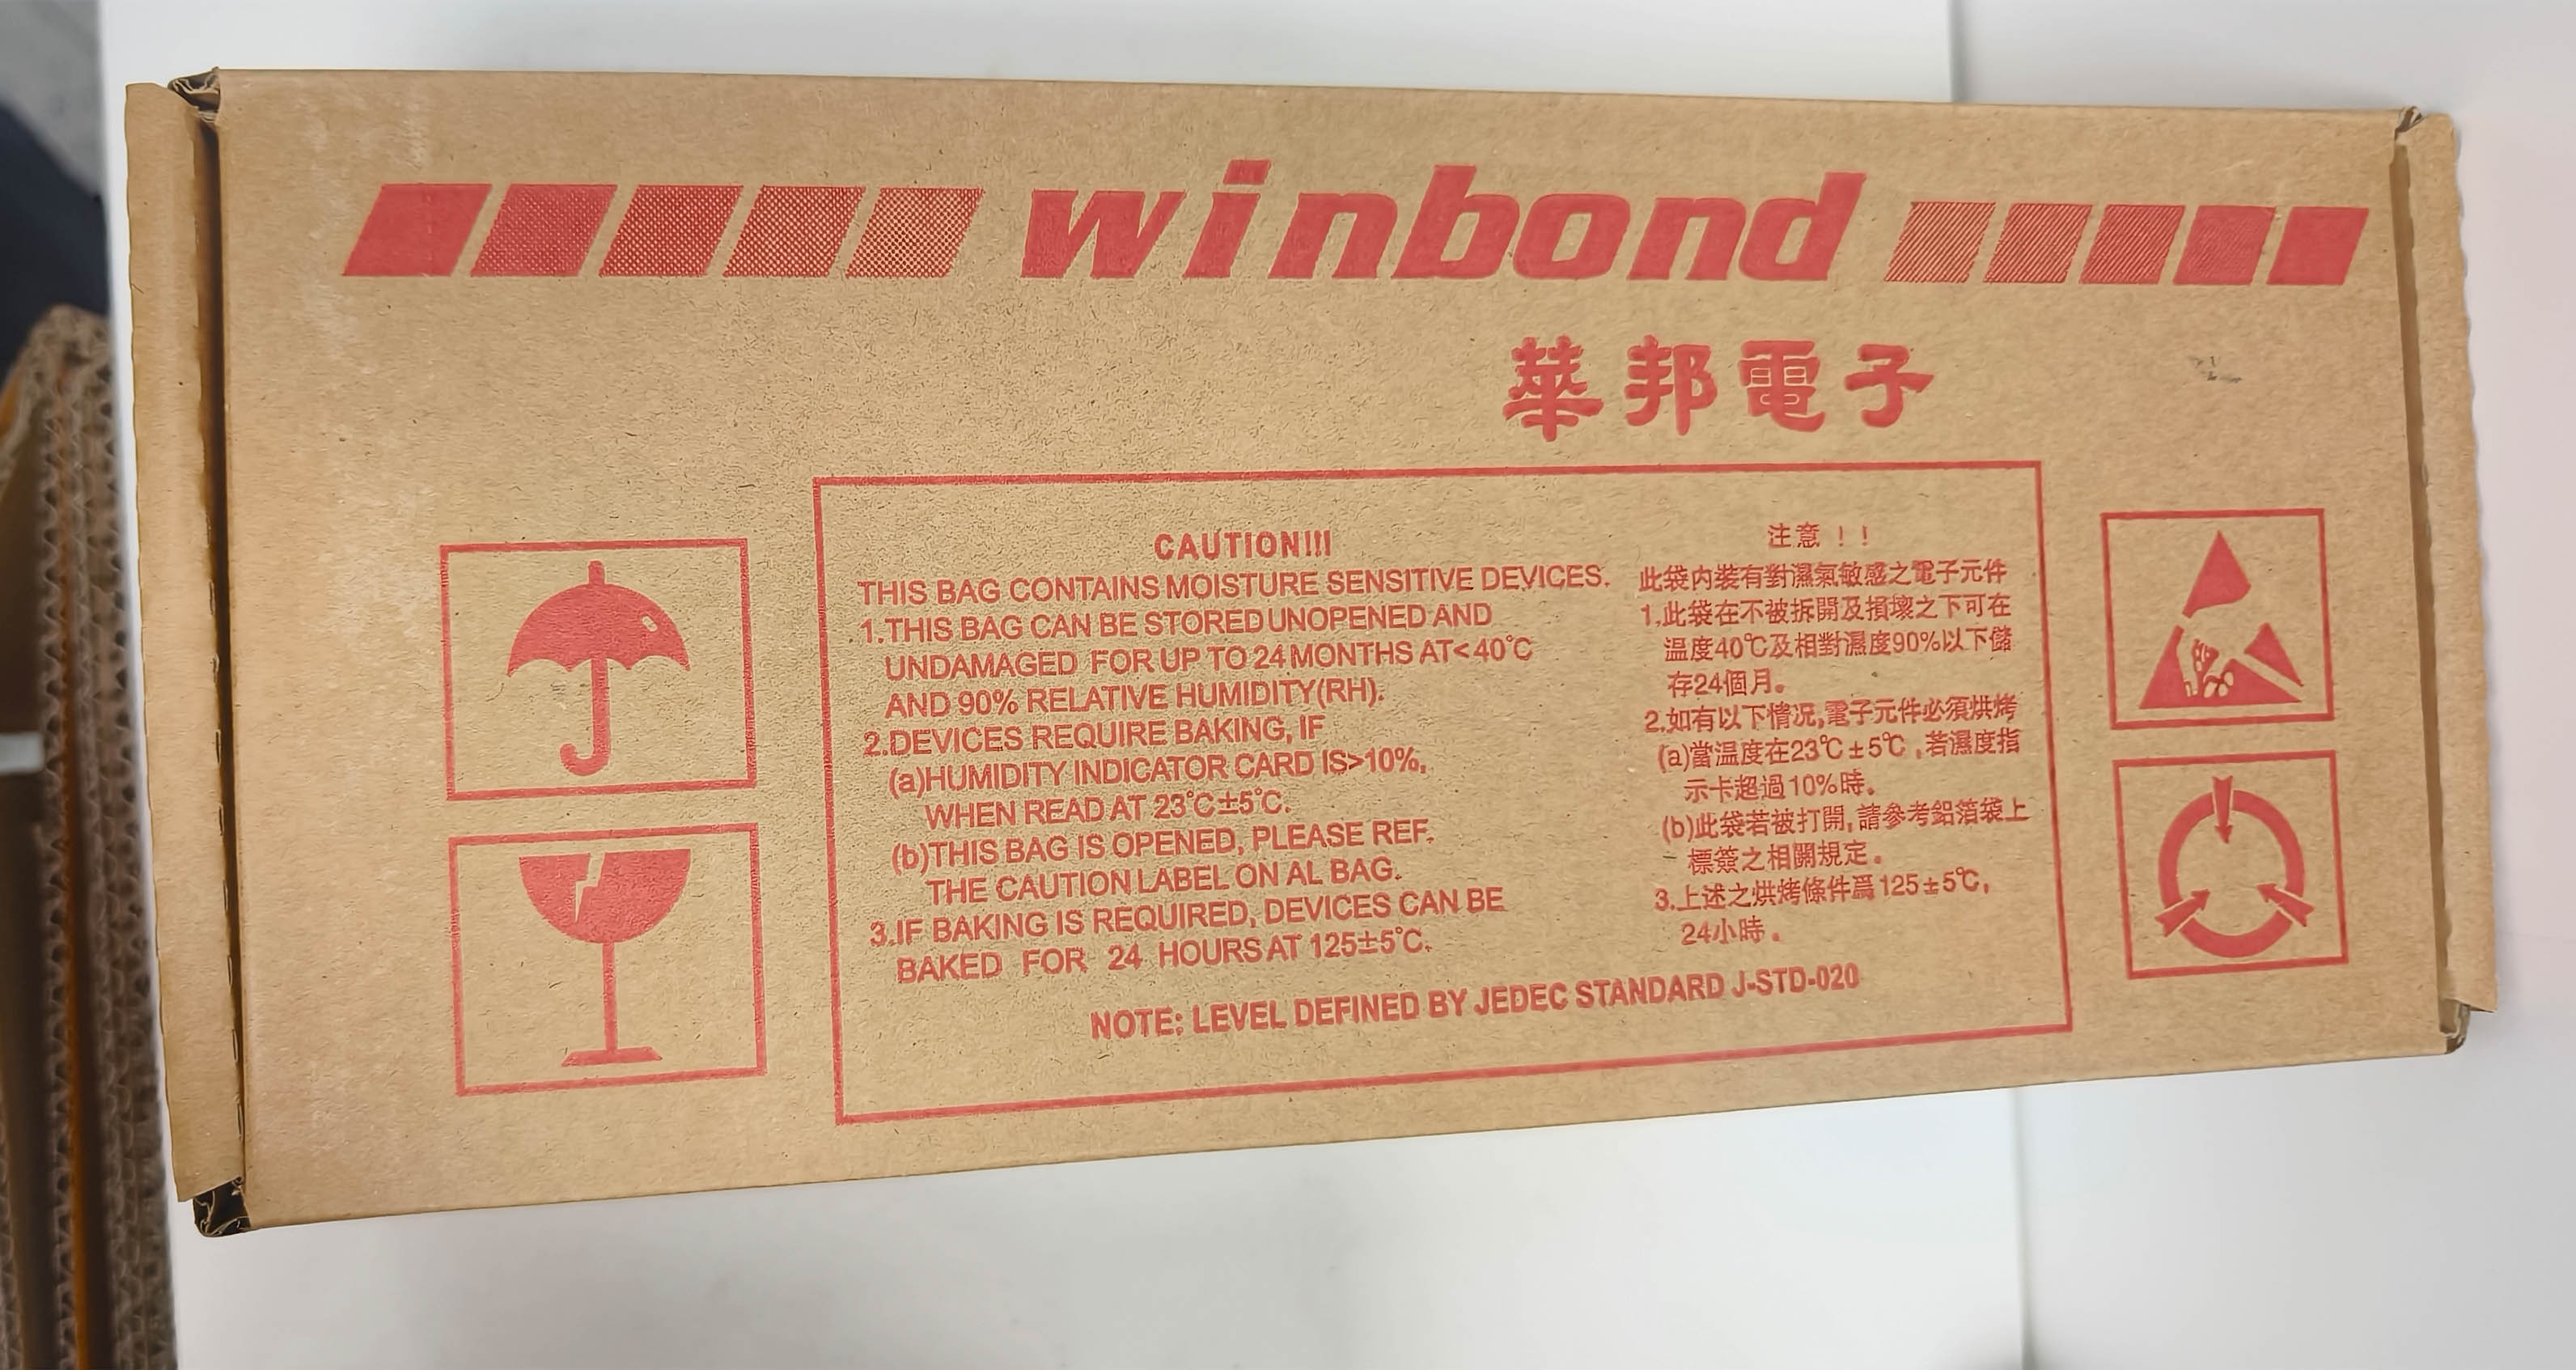 winbond
華邦電子
CAUTION!!!
THIS BAG CONTAINS MOISTURE SENSITIVE DEVICES.
1.THIS BAG CAN BE STORED UNOPENED AND
UNDAMAGED FOR UP TO 24 MONTHS AT< 40℃
AND 90% RELATIVE HUMIDITY(RH).
2.DEVICES REQUIRE BAKING, IF
(a)HUMIDITY INDICATOR CARD IS>10%,
WHEN READ AT 23℃±5℃.
(b)THIS BAG IS OPENED, PLEASE REF.
THE CAUTION LABEL ON AL BAG.
3.IF BAKING IS REQUIRED, DEVICES CAN BE
BAKED FOR 24 HOURS AT 125±5℃.
注意！！
此袋内裝有對濕氣敏感之電子元件
1.此袋在不被拆開及損壞之下可在
温度40℃及相對濕度90%以下儲
存24個月。
2.如有以下情況,電子元件必須烘烤
(a)當温度在23℃±5℃,若濕度指
示卡超過10%時。
(b)此袋若被打開,請參考鋁箔袋上
標簽之相關規定。
3.上述之烘烤條件爲125±5℃,
24小時。
NOTE: LEVEL DEFINED BY JEDEC STANDARD J-STD-020